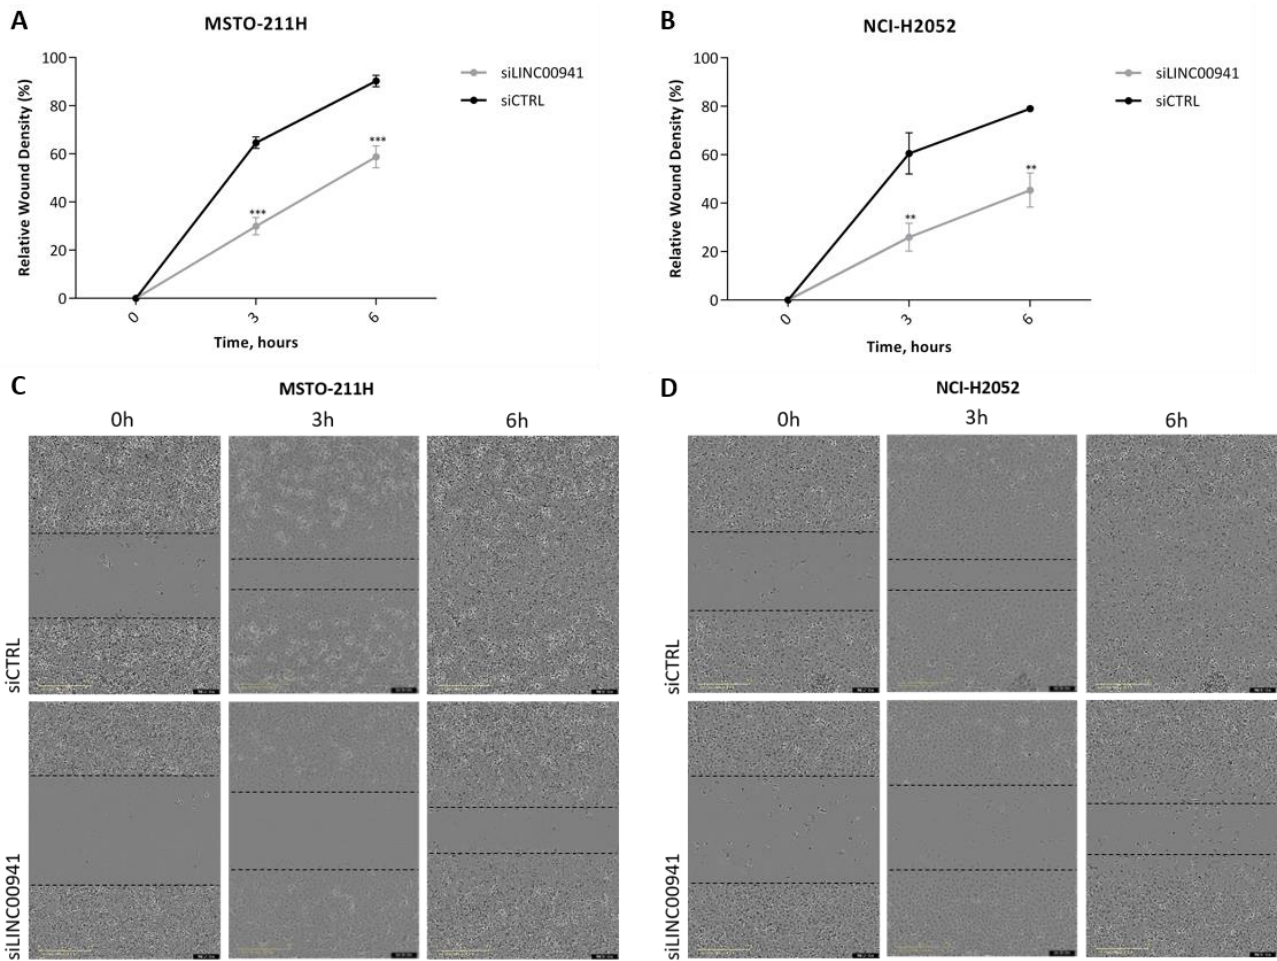 A
MSTO-211H
Relative Wound Density (%)
100
80
60
40
20
0
***
***
0
3
6
Time, hours
siLINC00941
siCTRL
B
NCI-H2052
Relative Wound Density (%)
100
80
60
40
20
0
**
**
0
3
6
Time, hours
siLINC00941
siCTRL
C
MSTO-211H
0h 3h 6h
siCTRL
siLINC00941
D
NCI-H2052
0h 3h 6h
siCTRL
siLINC00941